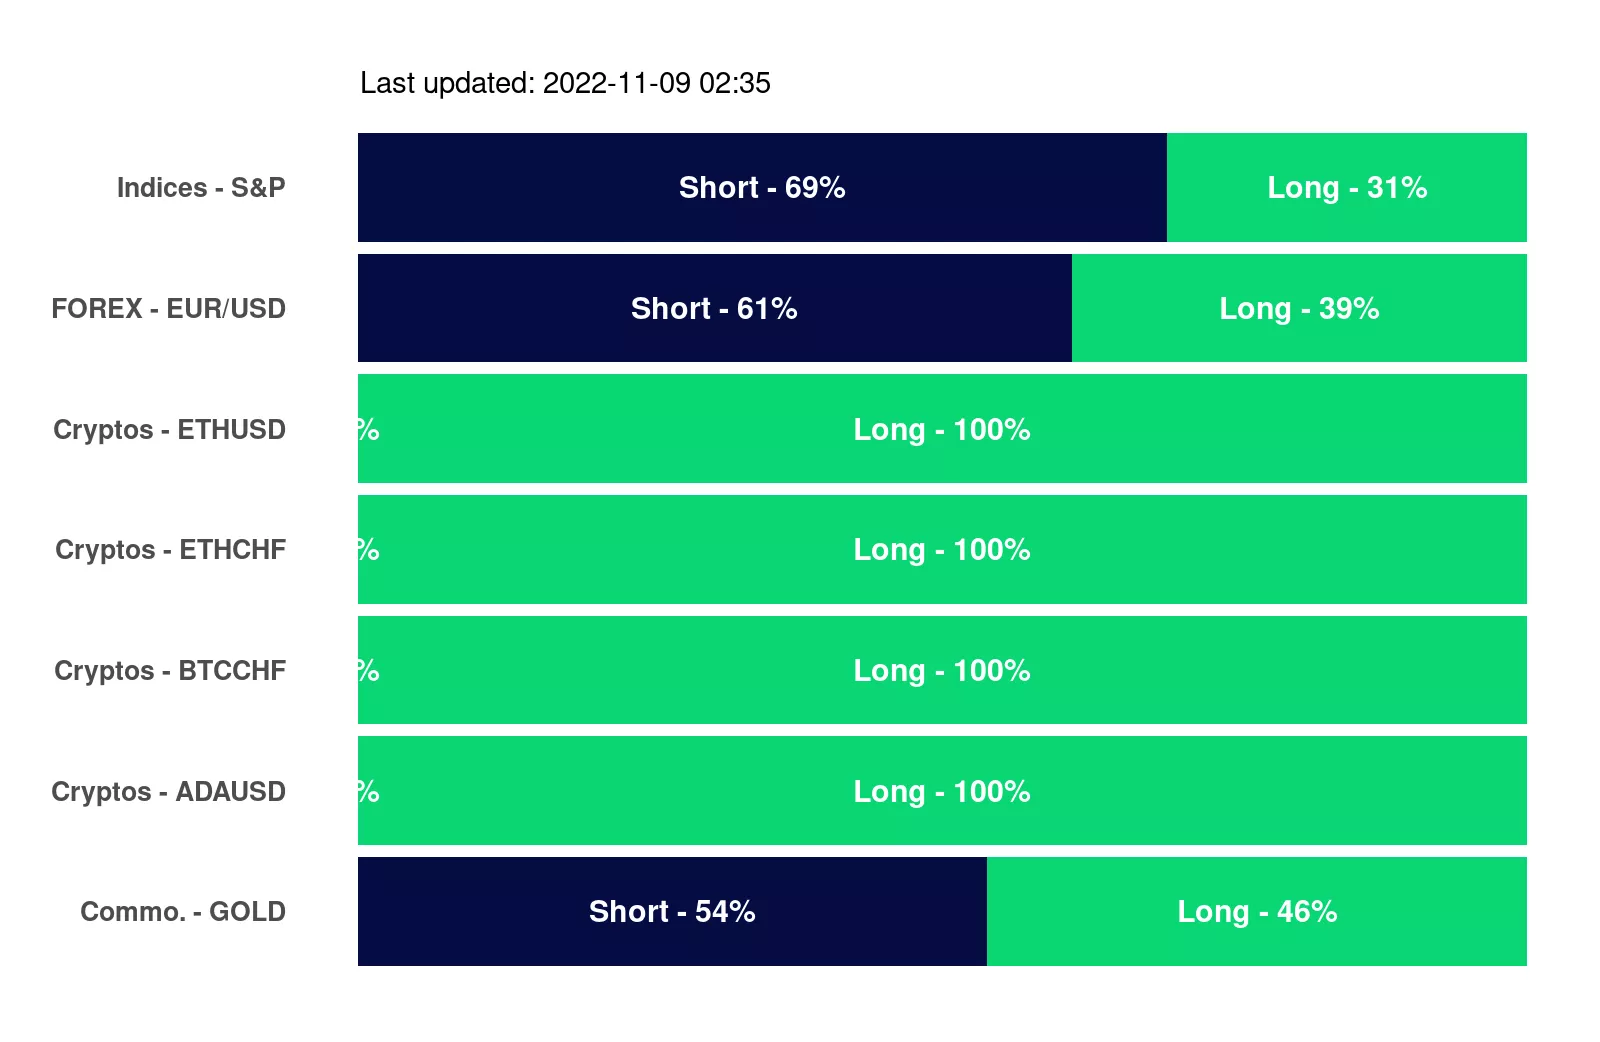 Last updated: 2022-11-09 02:35
Indices - S&P Short - 69% Long - 31%
FOREX - EUR/USD Short - 61% Long - 39%
Cryptos - ETHUSD % Long - 100%
Cryptos - ETHCHF % Long - 100%
Cryptos - BTCCHF % Long - 100%
Cryptos - ADAUSD % Long - 100%
Commo. - GOLD Short - 54% Long - 46%